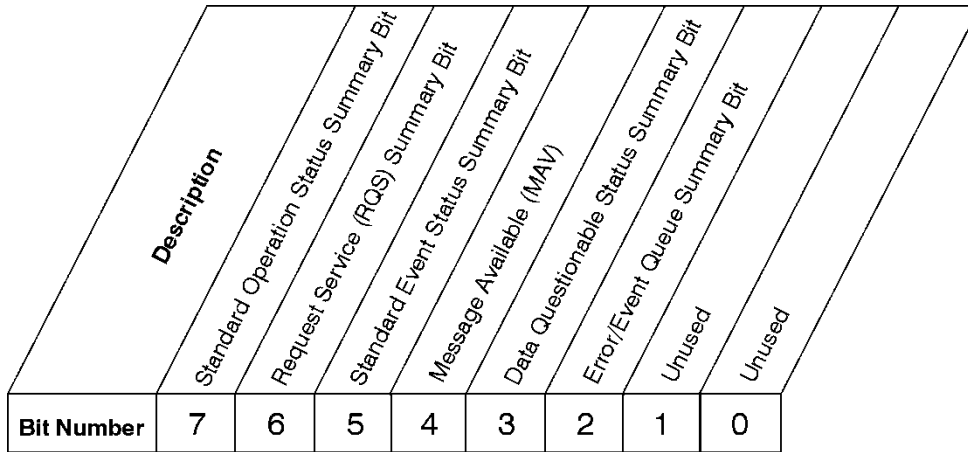 Description
Standard Operation Status Summary Bit
Request Service (RQS) Summary Bit
Standard Event Status Summary Bit
Message Available (MAV)
Data Questionable Status Summary Bit
Error/Event Queue Summary Bit
Unused
Unused
Bit Number 7 6 5 4 3 2 1 0